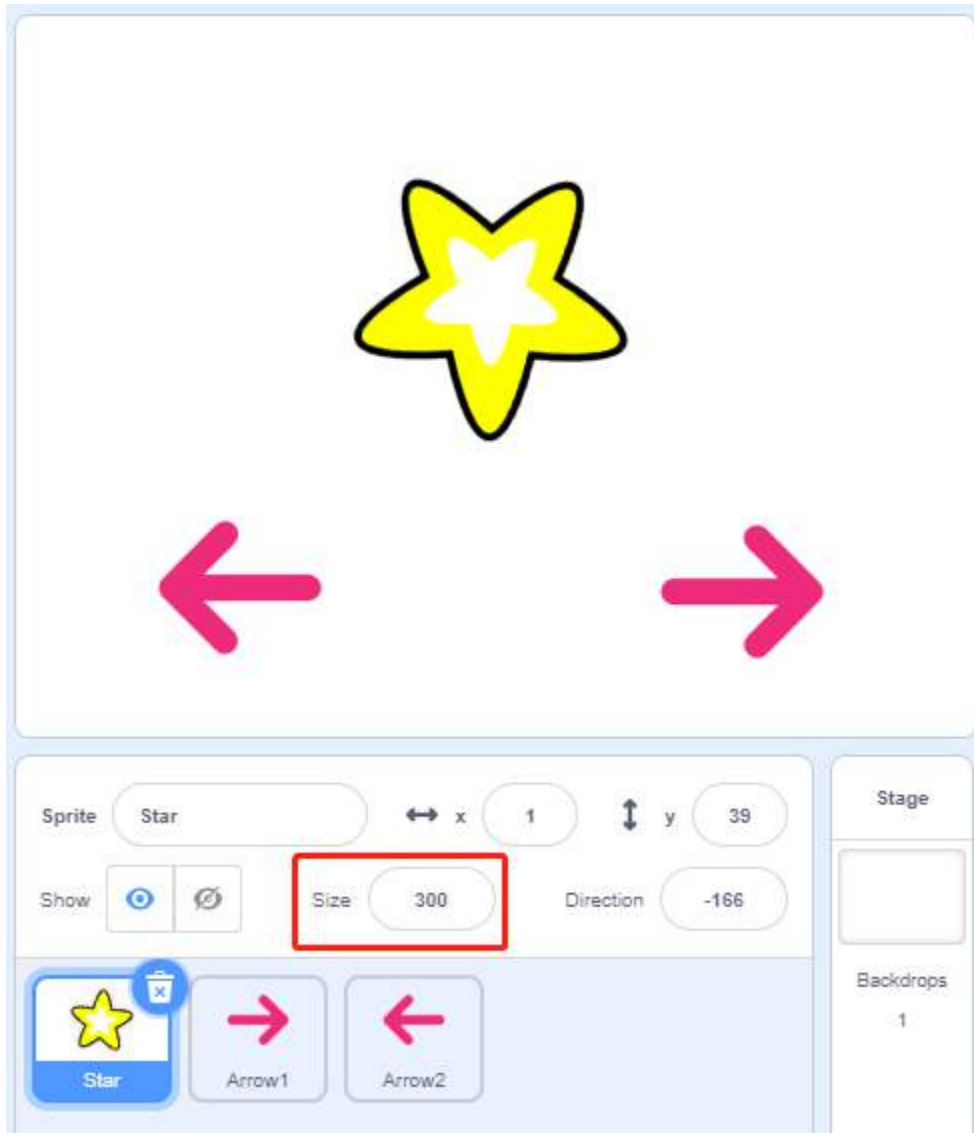 Sprite Star x 1 y 39
Show Size 300 Direction -166
Star Arrow1 Arrow2
Stage
Backdrops
1